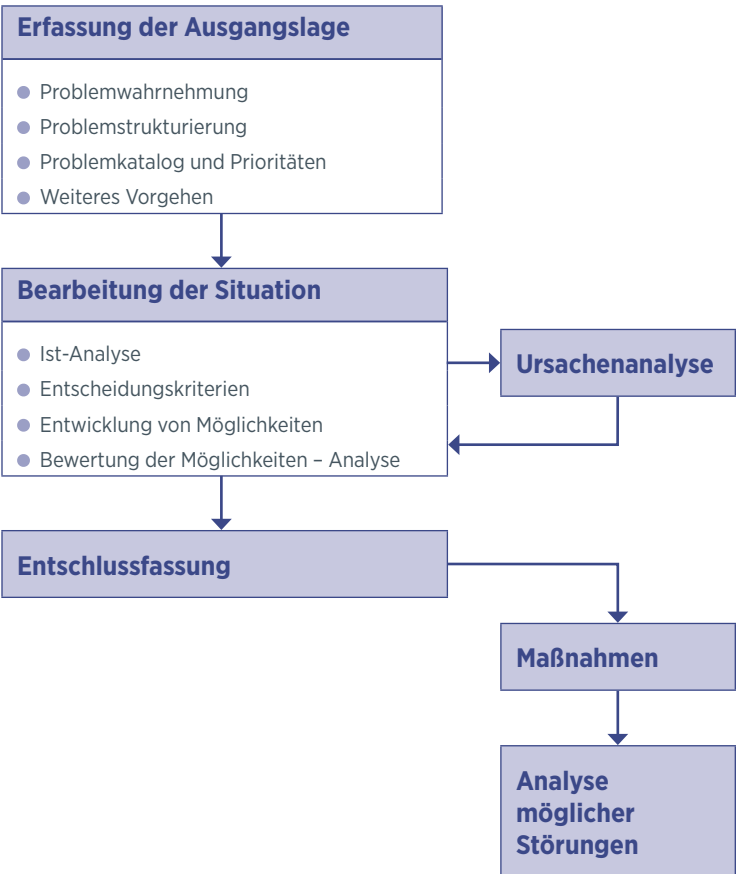 Erfassung der Ausgangslage
Problemwahrnehmung
Problemstrukturierung
Problemkatalog und Prioritäten
Weiteres Vorgehen
Bearbeitung der Situation
Ist-Analyse
Entscheidungskriterien
Entwicklung von Möglichkeiten
Bewertung der Möglichkeiten – Analyse
Ursachenanalyse
Entschlussfassung
Maßnahmen
Analyse
möglicher
Störungen